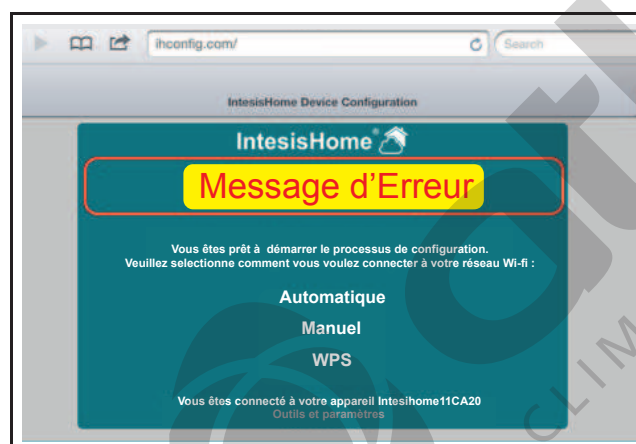 ihconfig.com/
Search
IntesisHome Device Configuration
IntesisHome®
Message d'Erreur
Vous êtes prêt à démarrer le processus de configuration.
Veuillez selectionne comment vous voulez connecter à votre réseau Wi-fi :
Automatique
Manuel
WPS
Vous êtes connecté à votre appareil Intesihome11CA20
Outils et paramètres
CLIM